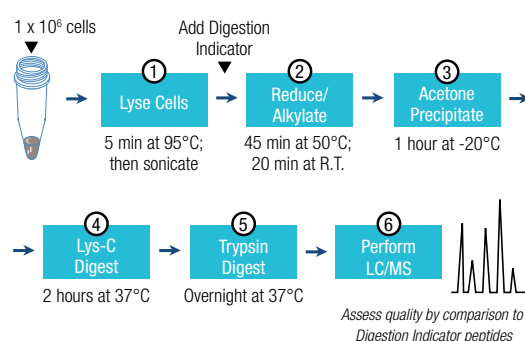 1 x 10⁶ cells
Add Digestion
Indicator
1
Lyse Cells
5 min at 95°C;
then sonicate
2
Reduce/
Alkylate
45 min at 50°C;
20 min at R.T.
3
Acetone
Precipitate
1 hour at -20°C
4
Lys-C
Digest
2 hours at 37°C
5
Trypsin
Digest
Overnight at 37°C
6
Perform
LC/MS
Assess quality by comparison to
Digestion Indicator peptides